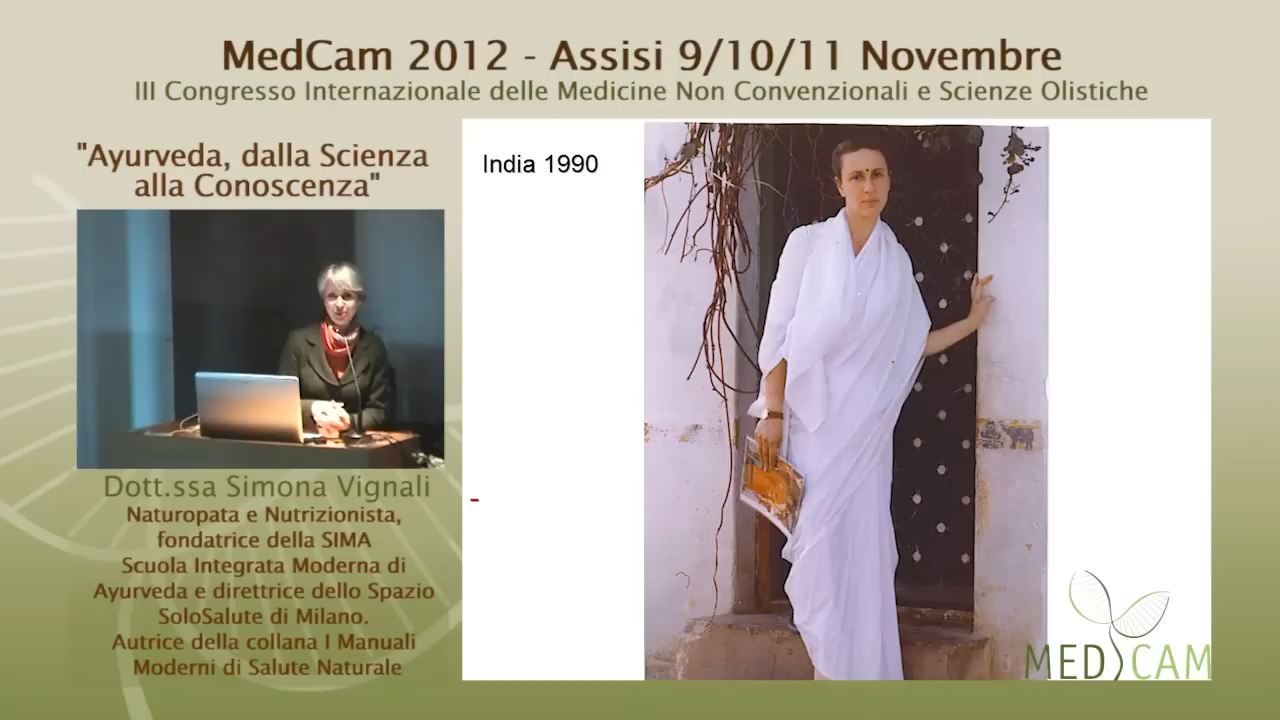 MedCam 2012 - Assisi 9/10/11 Novembre
III Congresso Internazionale delle Medicine Non Convenzionali e Scienze Olistiche
"Ayurveda, dalla Scienza
alla Conoscenza"
India 1990
Dott.ssa Simona Vignali
Naturopata e Nutrizionista,
fondatrice della SIMA
Scuola Integrata Moderna di
Ayurveda e direttrice dello Spazio
SoloSalute di Milano.
Autrice della collana I Manuali
Moderni di Salute Naturale
MEDCAM